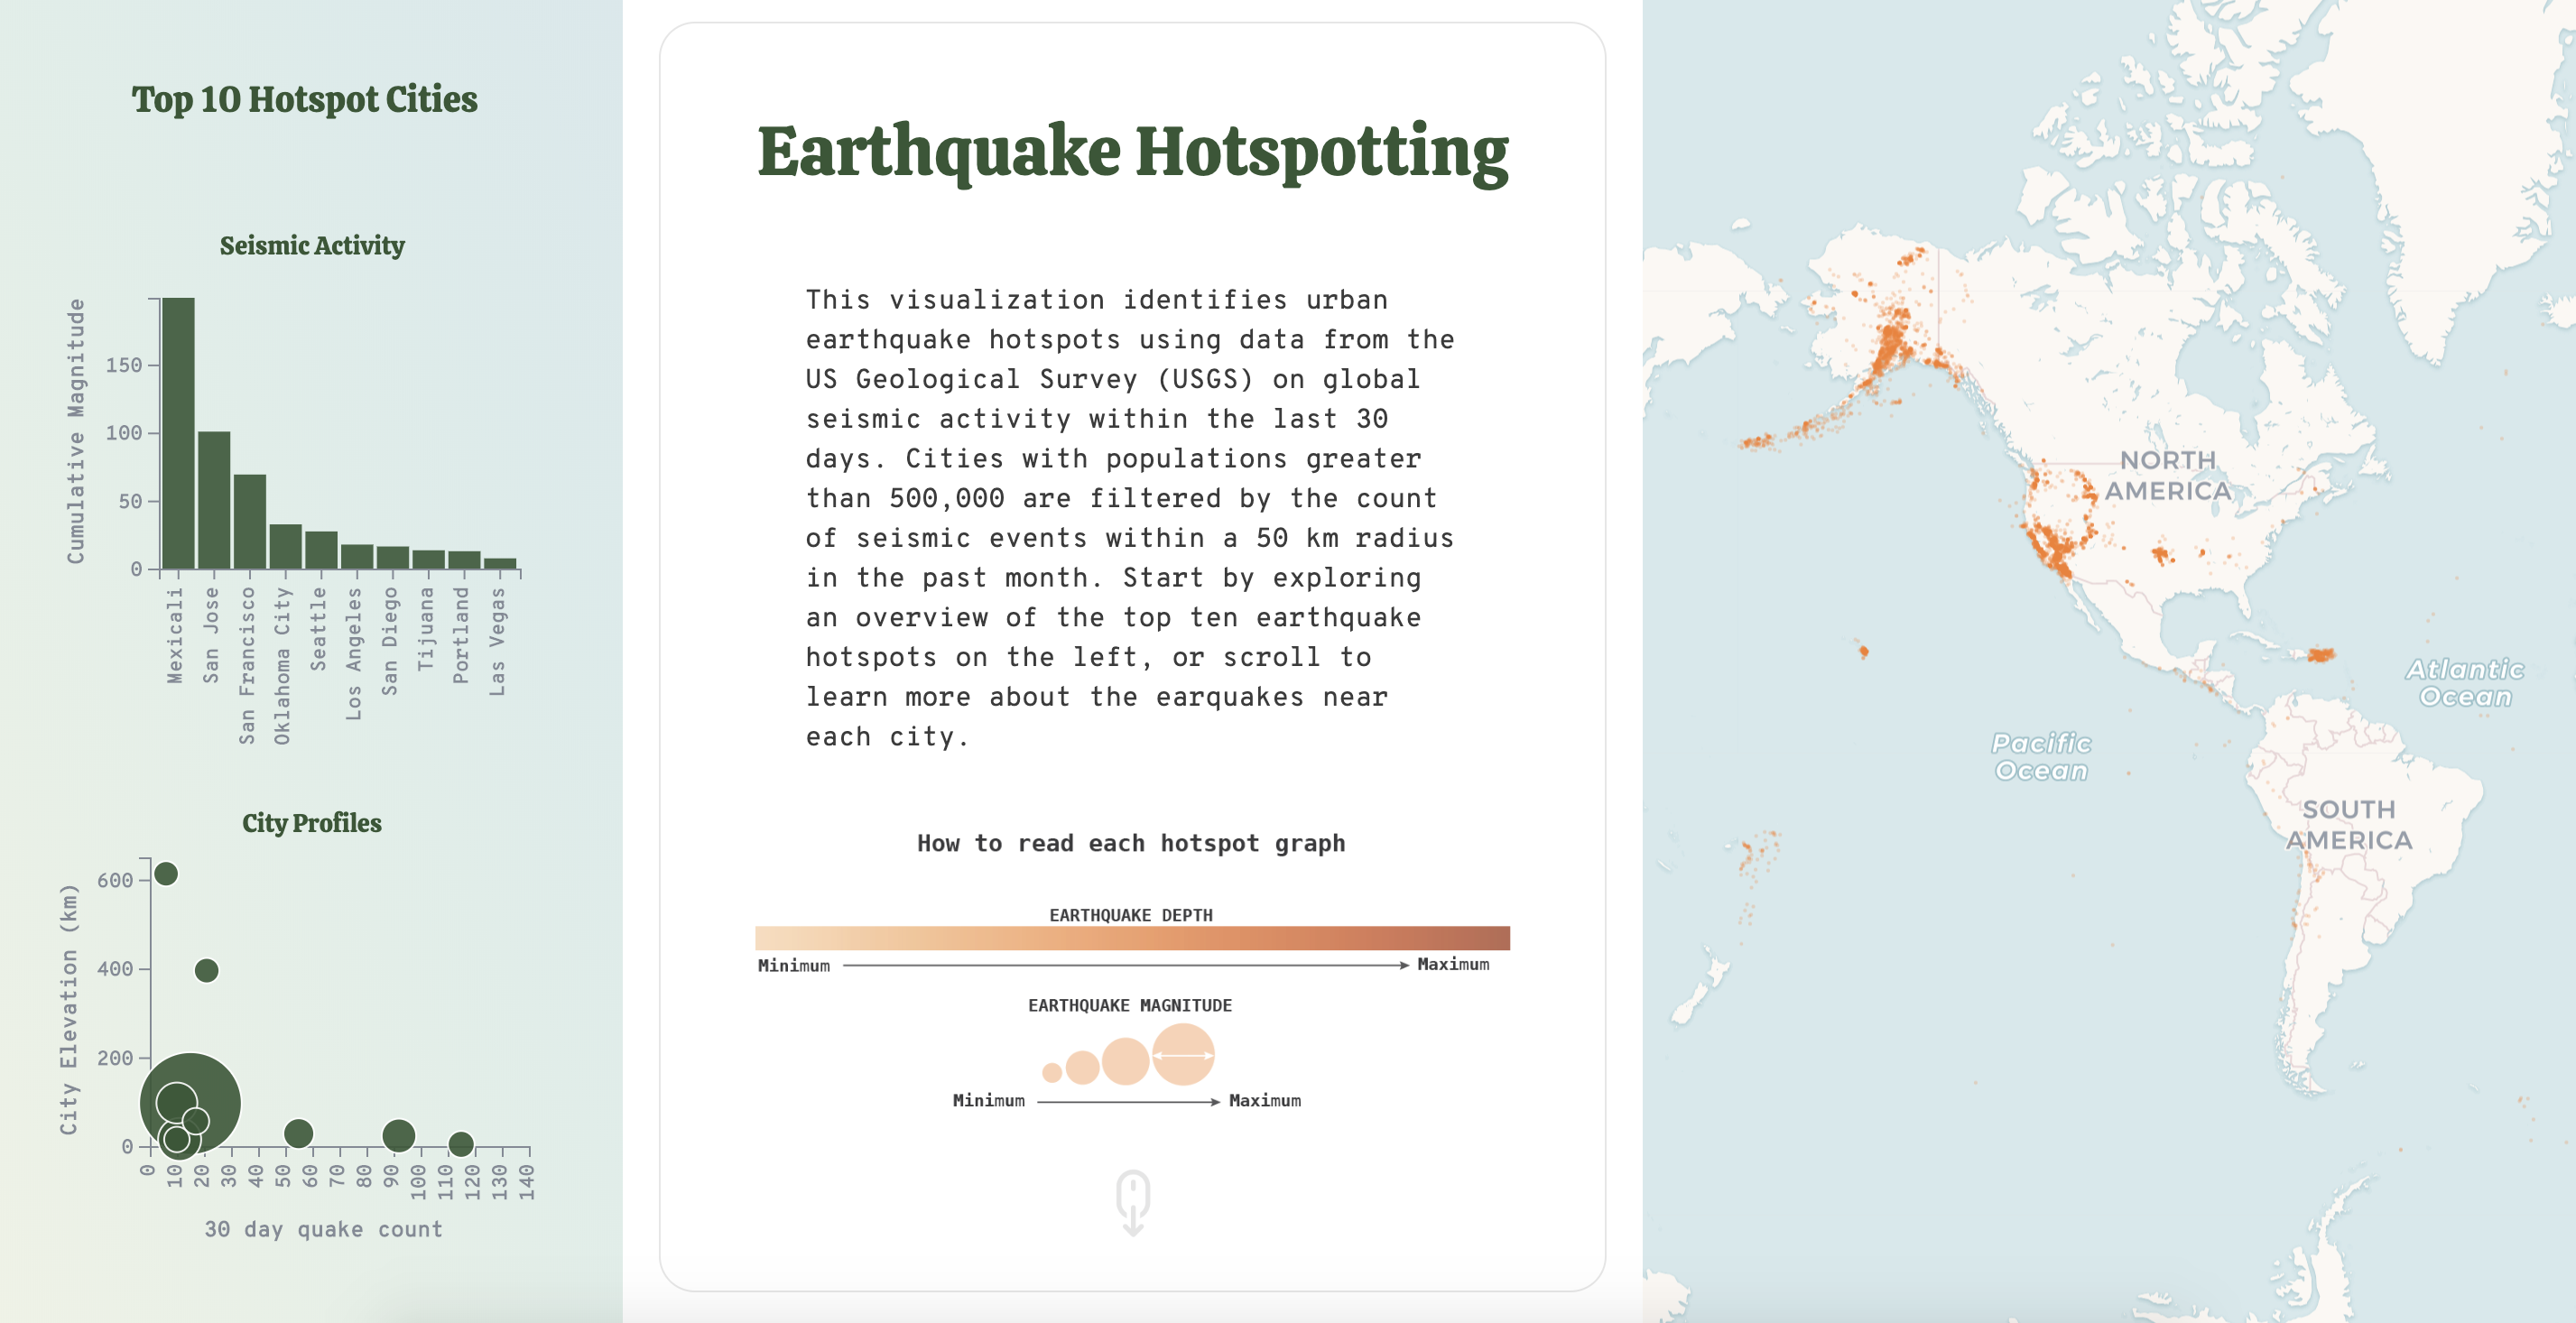 Top 10 Hotspot Cities
Seismic Activity
Cumulative Magnitude
150
100
50
0
Mexicali
San Jose
San Francisco
Oklahoma City
Seattle
Los Angeles
San Diego
Tijuana
Portland
Las Vegas
City Profiles
City Elevation (km)
600
400
200
0
0
10
20
30
40
50
60
70
80
90
100
110
120
130
140
30 day quake count
Earthquake Hotspotting
This visualization identifies urban
earthquake hotspots using data from the
US Geological Survey (USGS) on global
seismic activity within the last 30
days. Cities with populations greater
than 500,000 are filtered by the count
of seismic events within a 50 km radius
in the past month. Start by exploring
an overview of the top ten earthquake
hotspots on the left, or scroll to
learn more about the earquakes near
each city.
How to read each hotspot graph
EARTHQUAKE DEPTH
Minimum
Maximum
EARTHQUAKE MAGNITUDE
Minimum
Maximum
NORTH
AMERICA
Atlantic
Ocean
Pacific
Ocean
SOUTH
AMERICA